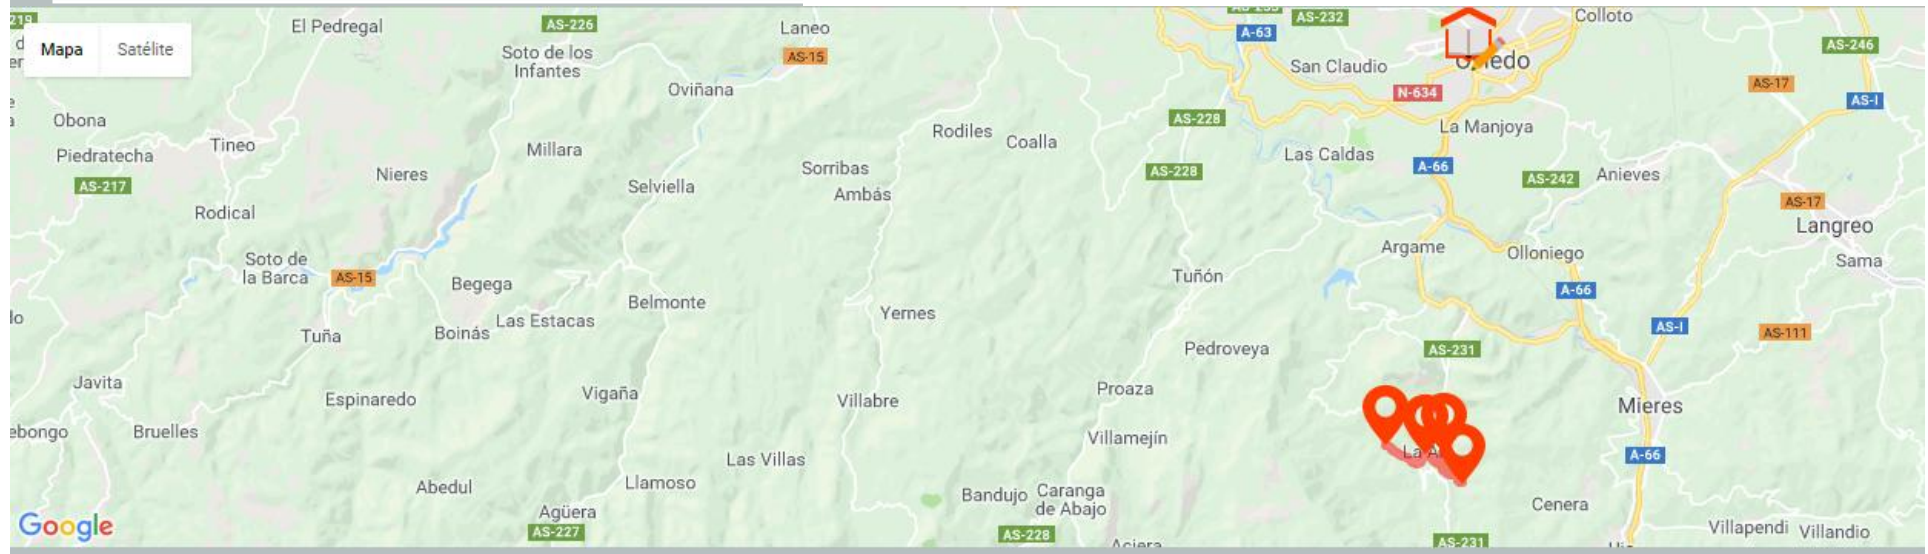 El Pedregal
AS-226
Laneo
AS-232
Colloto
219
Mapa
Satélite
Soto de los
Infantes
AS-15
A-63
San Claudio
AS-246
Oviñana
N-634
AS-17
AS-I
Obona
Piedratecha
Tineo
Millara
Rodiles
Coalla
AS-228
La Manjoya
Las Caldas
A-66
AS-217
Nieres
Selviella
Sorribas
Ambás
AS-228
AS-242
Anieves
Rodical
AS-17
Langreo
Soto de
la Barca
AS-15
Argame
Olloniego
Sama
Begega
Belmonte
Tuñón
A-66
Tuña
Boinás
Las Estacas
Yernes
AS-I
AS-111
Pedroveya
AS-231
Javita
Espinaredo
Vigaña
Villabre
Proaza
Mieres
ebongo
Bruelles
Villamejín
La A
A-66
Las Villas
Abedul
Llamoso
Bandujo
Caranga
de Abajo
Cenera
Google
Agüera
AS-227
AS-228
AS-231
Villapendi
Villandio